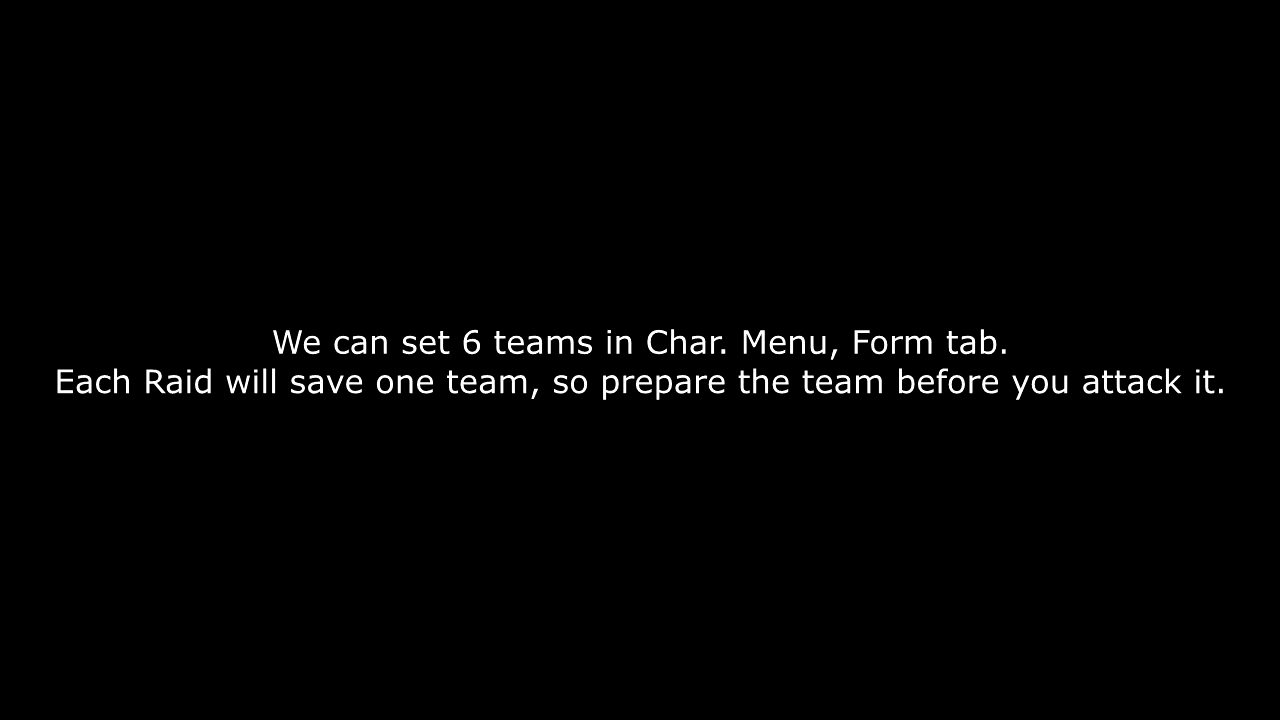 We can set 6 teams in Char. Menu, Form tab.
Each Raid will save one team, so prepare the team before you attack it.